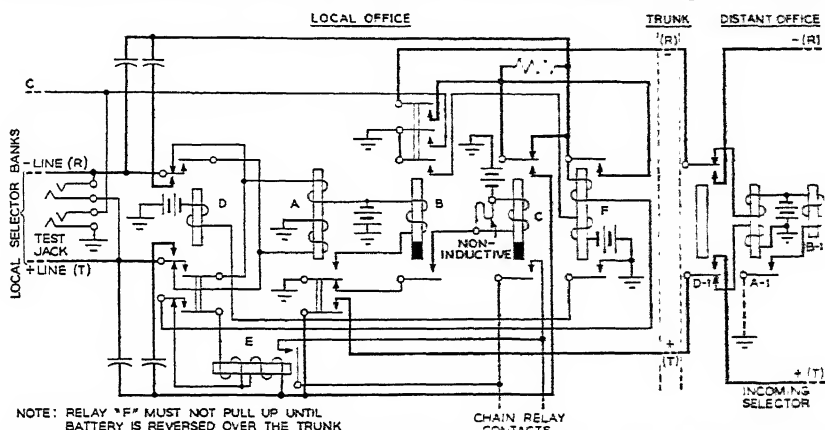 LOCAL OFFICE
TRUNK
DISTANT OFFICE
(R)
-(R)
C
-LINE (R)
D
A
B
C
F
NON-
INDUCTIVE
TEST
JACK
+LINE (T)
LOCAL SELECTOR BANKS
E
B-1
D-1
A-1
+
(T)
+(T)
INCOMING
SELECTOR
CHAIN RELAY
CONTACTS
NOTE: RELAY "F" MUST NOT PULL UP UNTIL
BATTERY IS REVERSED OVER THE TRUNK